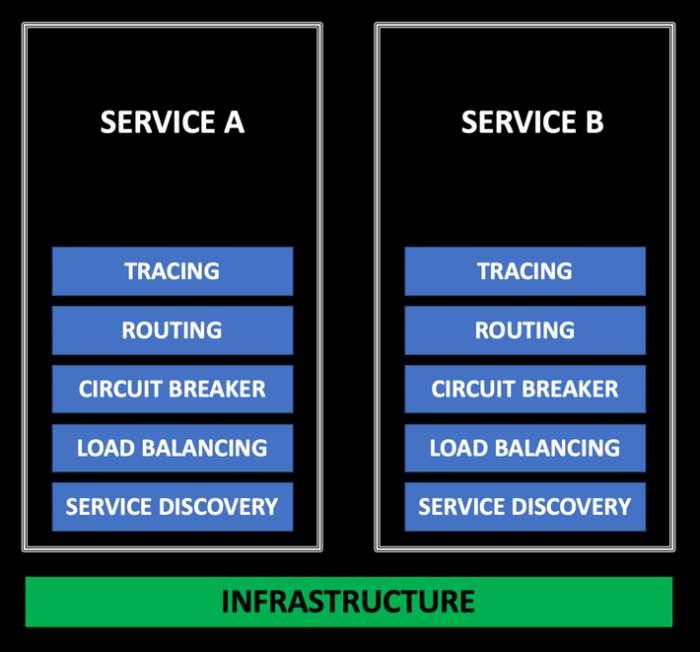 SERVICE A
TRACING
ROUTING
CIRCUIT BREAKER
LOAD BALANCING
SERVICE DISCOVERY
SERVICE B
TRACING
ROUTING
CIRCUIT BREAKER
LOAD BALANCING
SERVICE DISCOVERY
INFRASTRUCTURE